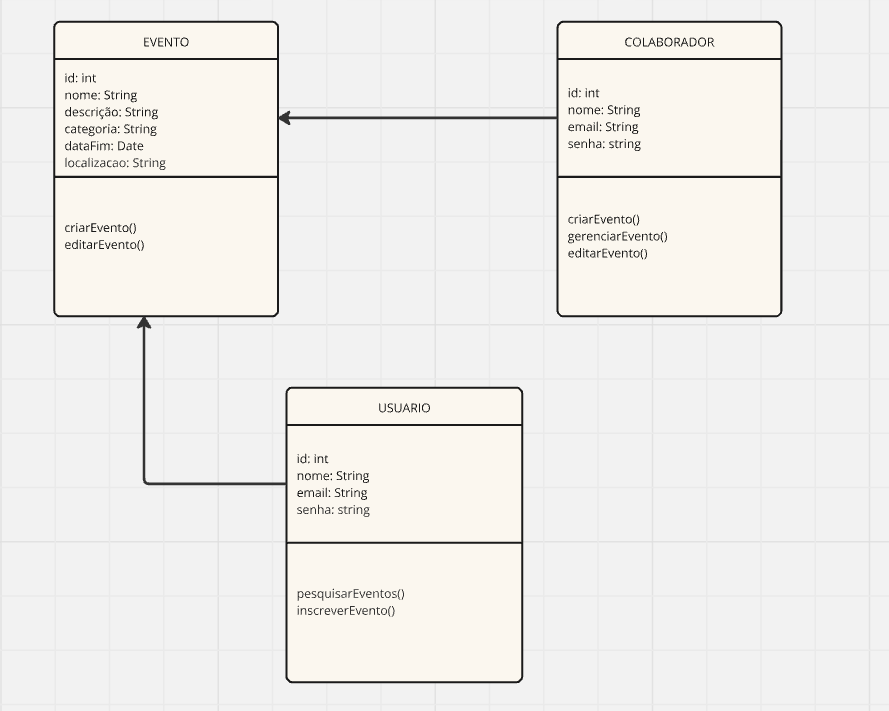 EVENTO
id: int
nome: String
descrição: String
categoria: String
dataFim: Date
localizacao: String
criarEvento()
editarEvento()
COLABORADOR
id: int
nome: String
email: String
senha: string
criarEvento()
gerenciarEvento()
editarEvento()
USUARIO
id: int
nome: String
email: String
senha: string
pesquisarEventos()
inscreverEvento()